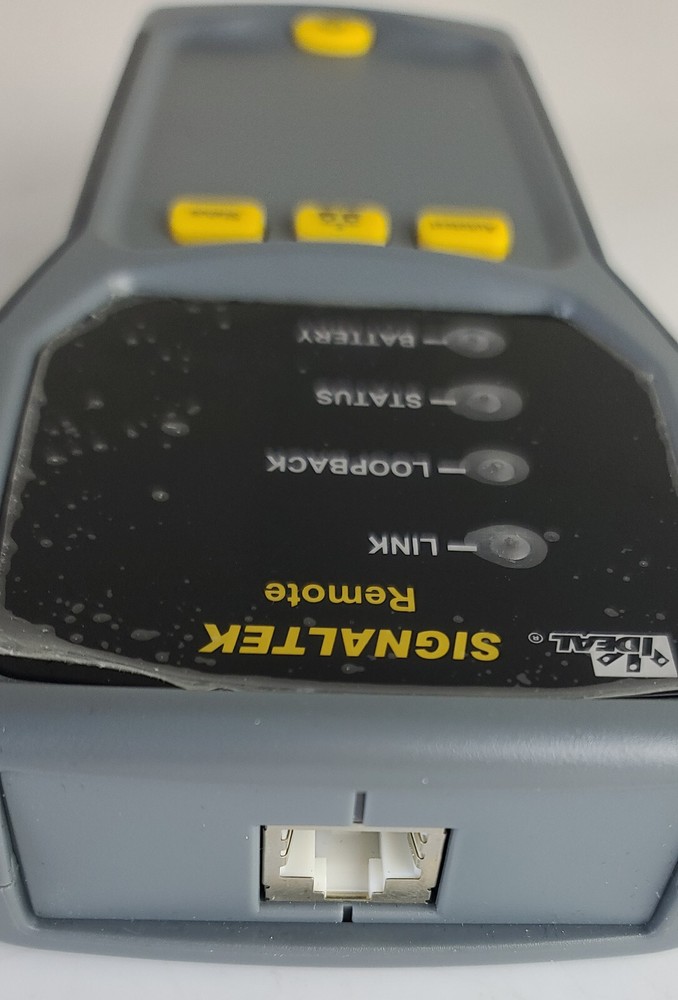 IDEAL ®
SIGNALTEK
Remote
LINK
LOOPBACK
STATUS
BATTERY